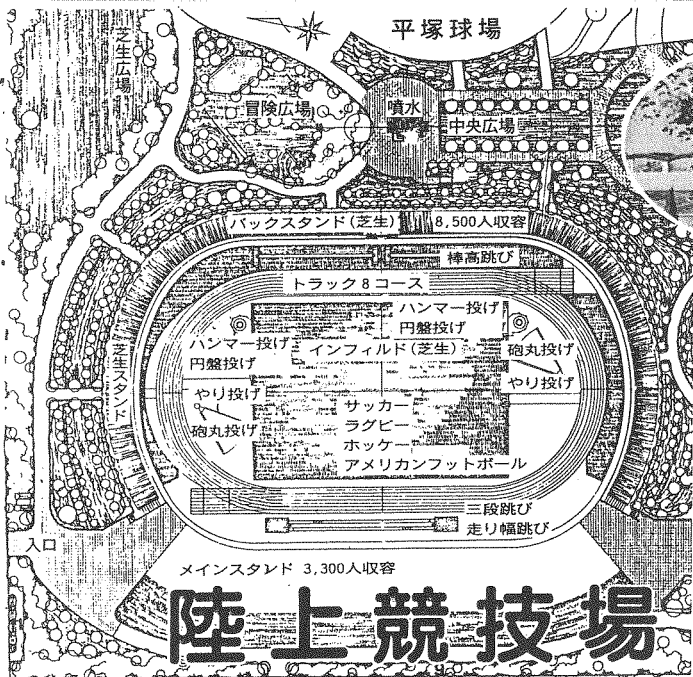 平塚球場
芝生広場
冒険広場
噴水
中央広場
バックスタンド(芝生) 8,500人収容
棒高跳び
トラック8コース
ハンマー投げ
円盤投げ
ハンマー投げ
円盤投げ
インフィルド(芝生)
砲丸投げ
やり投げ
芝生スタンド
やり投げ
砲丸投げ
サッカー
ラグビー
ホッケー
アメリカンフットボール
三段跳び
走り幅跳び
入口
メインスタンド 3,300人収容
陸上競技場